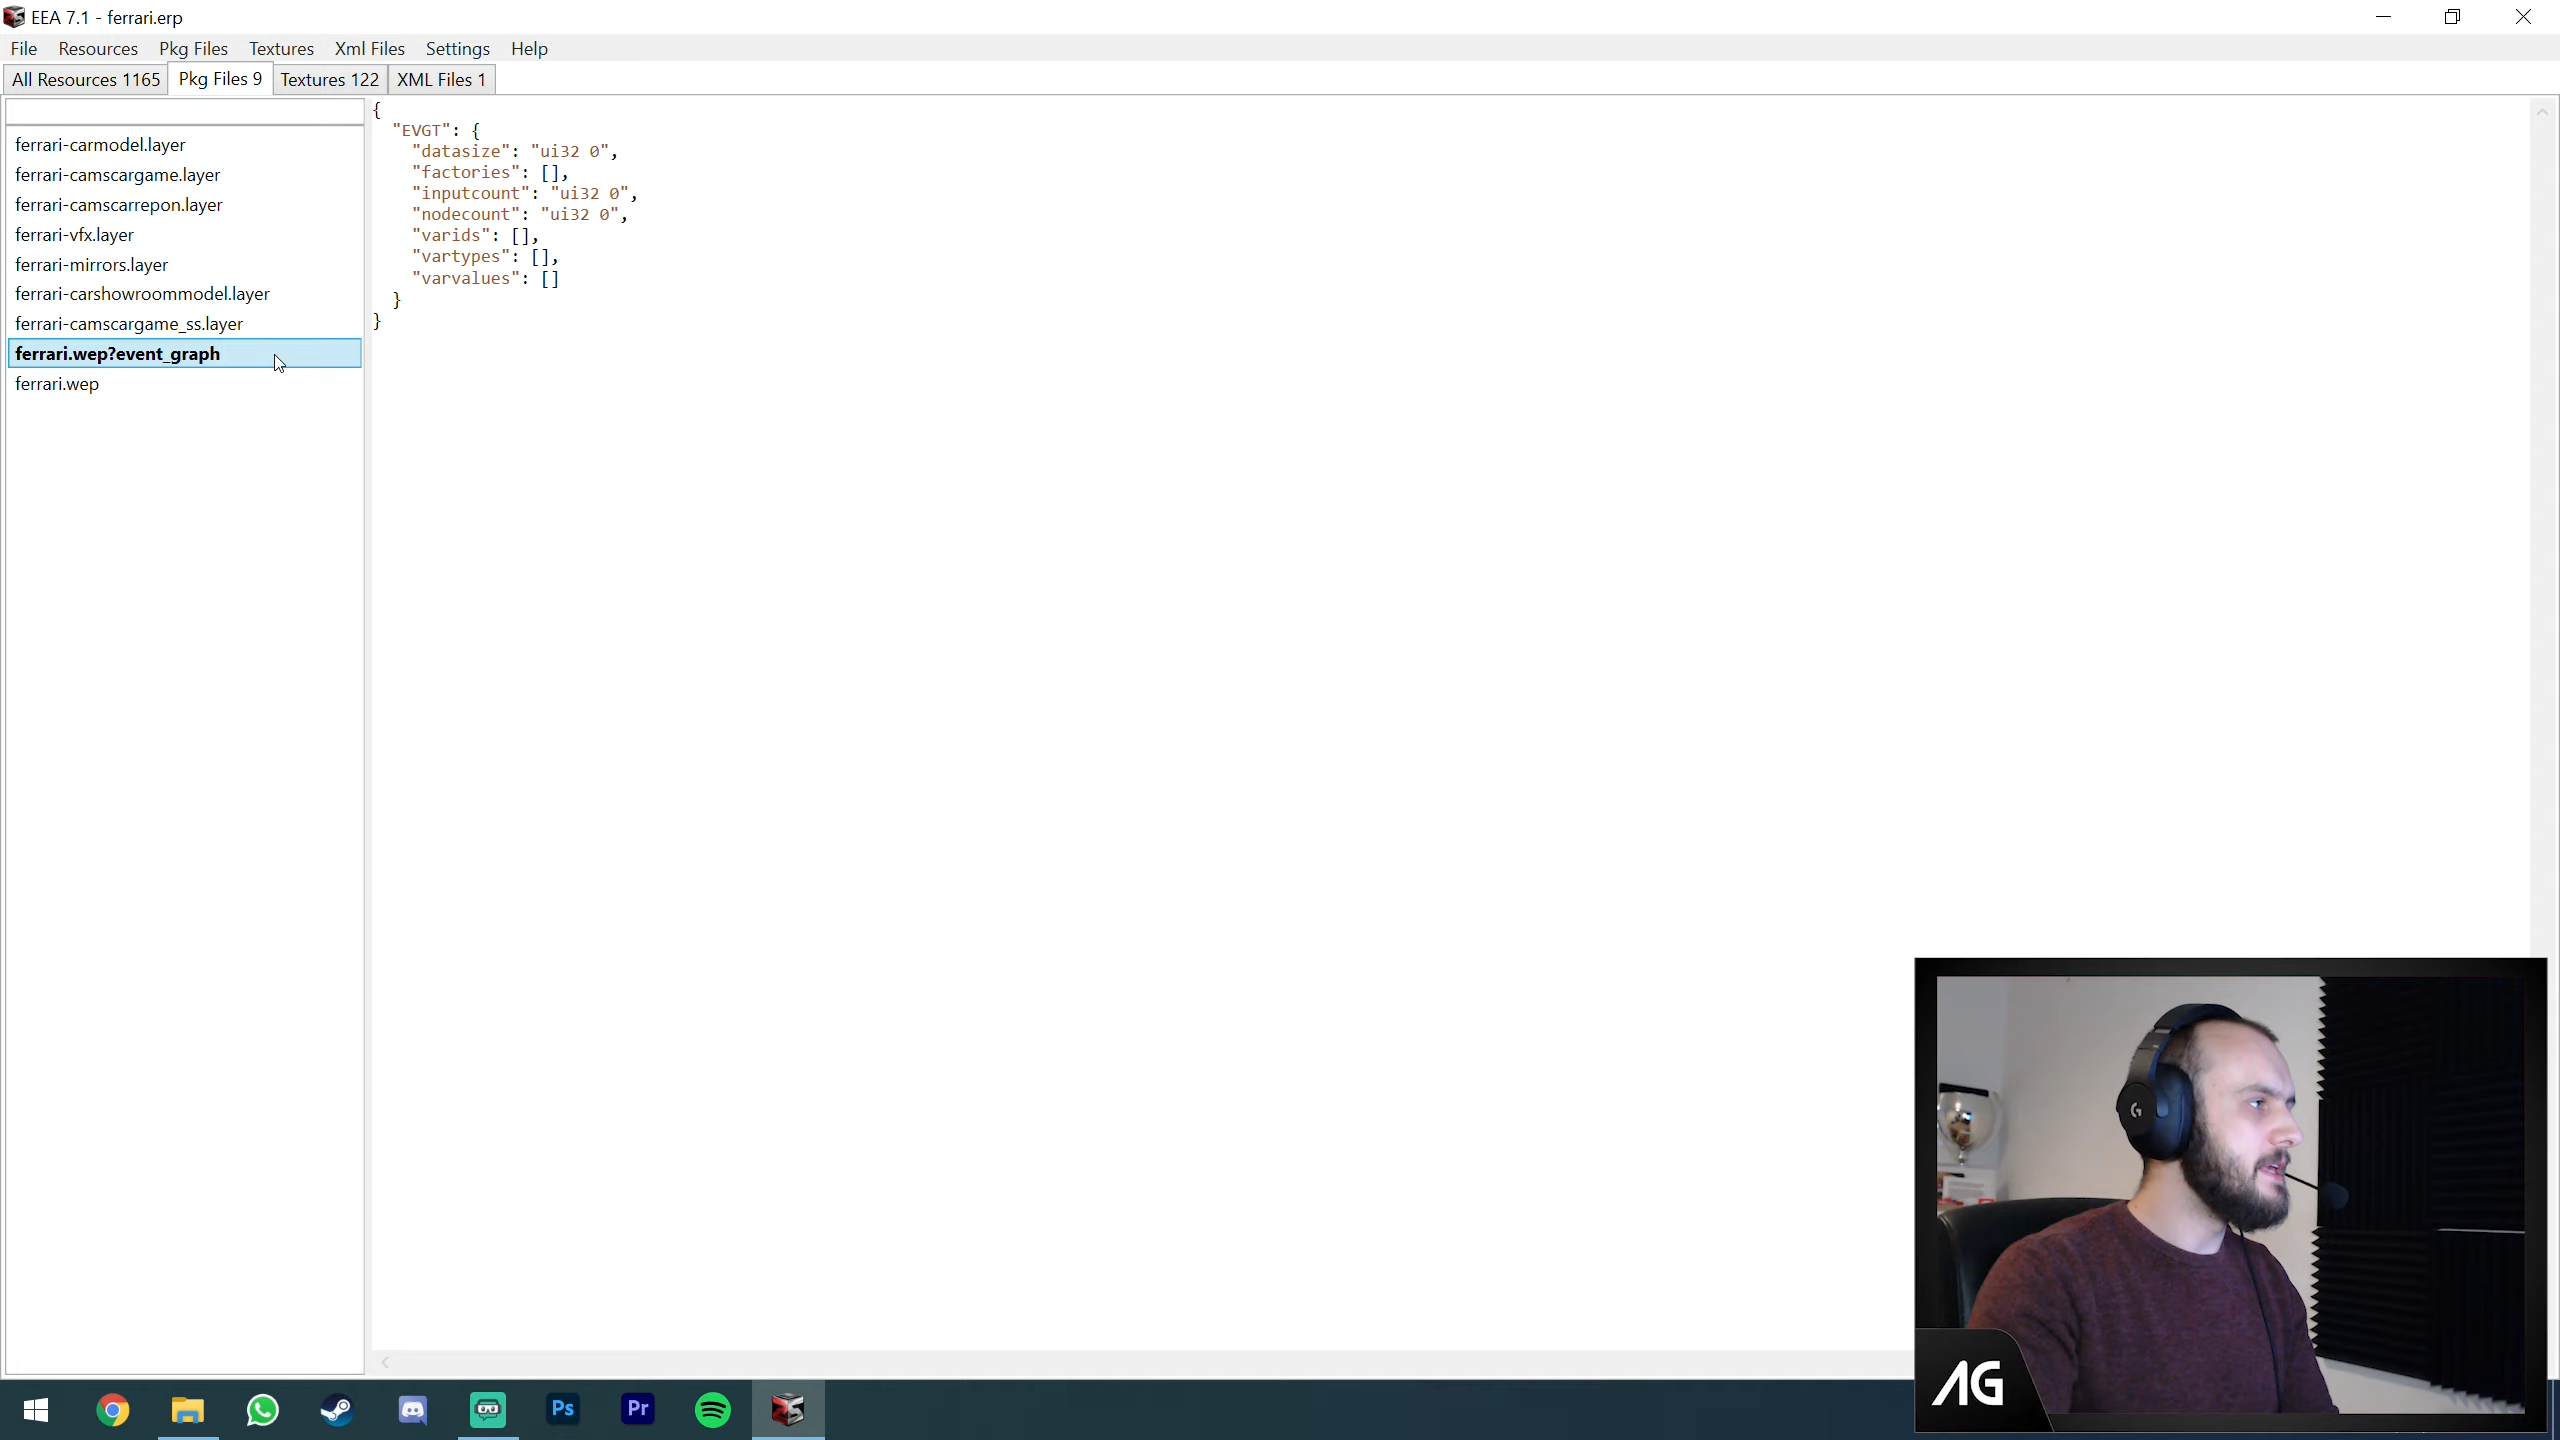 EEA 7.1 - ferrari.erp
File Resources Pkg Files Textures Xml Files Settings Help
All Resources 1165 Pkg Files 9 Textures 122 XML Files 1
ferrari-carmodel.layer
ferrari-camscargame.layer
ferrari-camscarrepon.layer
ferrari-vfx.layer
ferrari-mirrors.layer
ferrari-carshowroommodel.layer
ferrari-camscargame_ss.layer
ferrari.wep?event_graph
ferrari.wep
{
"EVGT": {
"datasize": "ui32 0",
"factories": [],
"inputcount": "ui32 0",
"nodecount": "ui32 0",
"varids": [],
"vartypes": [],
"varvalues": []
}
}
G
AG
Ps
Pr